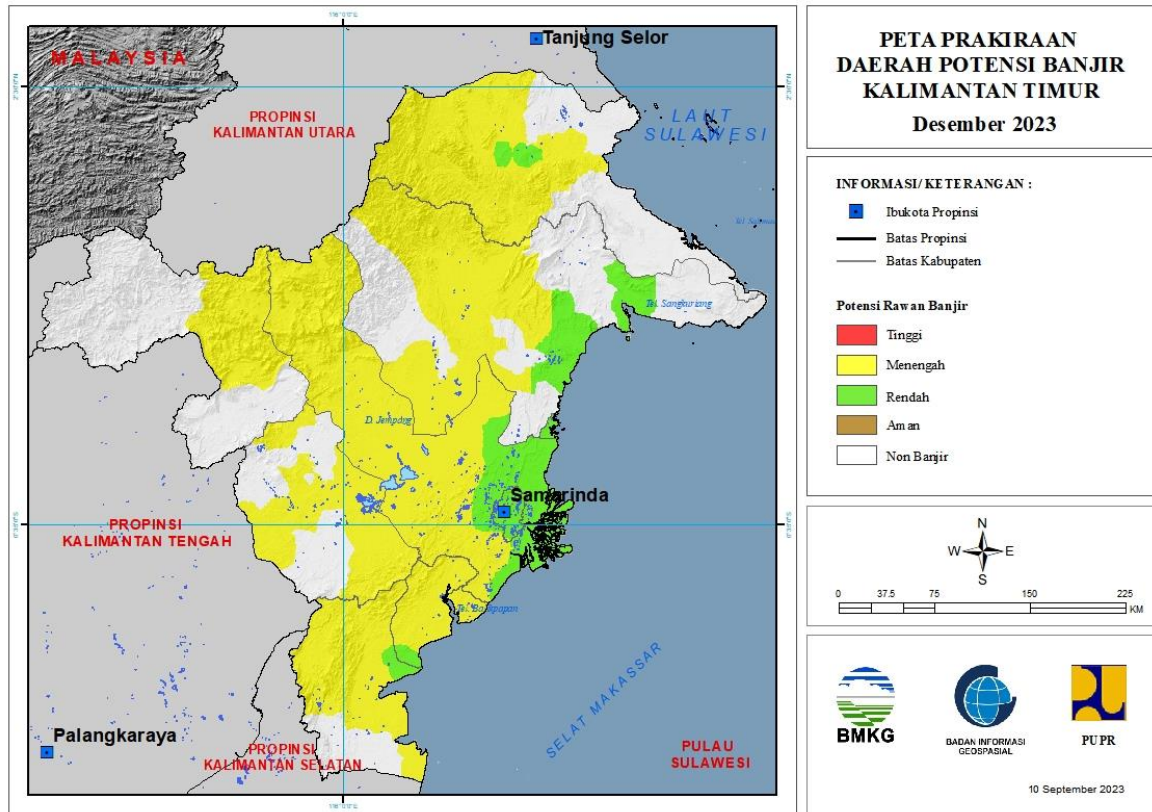 PETA PRAKIRAAN
DAERAH POTENSI BANJIR
KALIMANTAN TIMUR
Desember 2023
INFORMASI/ KETERANGAN :
Ibukota Propinsi
Batas Propinsi
Batas Kabupaten
Potensi Rawan Banjir
Tinggi
Menengah
Rendah
Aman
Non Banjir
N
W E
S
0 37.5 75 150 225
KM
BMKG
BADAN INFORMASI
GEOSPASIAL
PUPR
10 September 2023
MALAYSIA
Tanjung Selor
PROPINSI
KALIMANTAN UTARA
LAUT
SULAWESI
Tel. Sangkuriang
D. Jempang
Samarinda
PROPINSI
KALIMANTAN TENGAH
SELAT MAKASSAR
Palangkaraya
PROPINSI
KALIMANTAN SELATAN
PULAU
SULAWESI